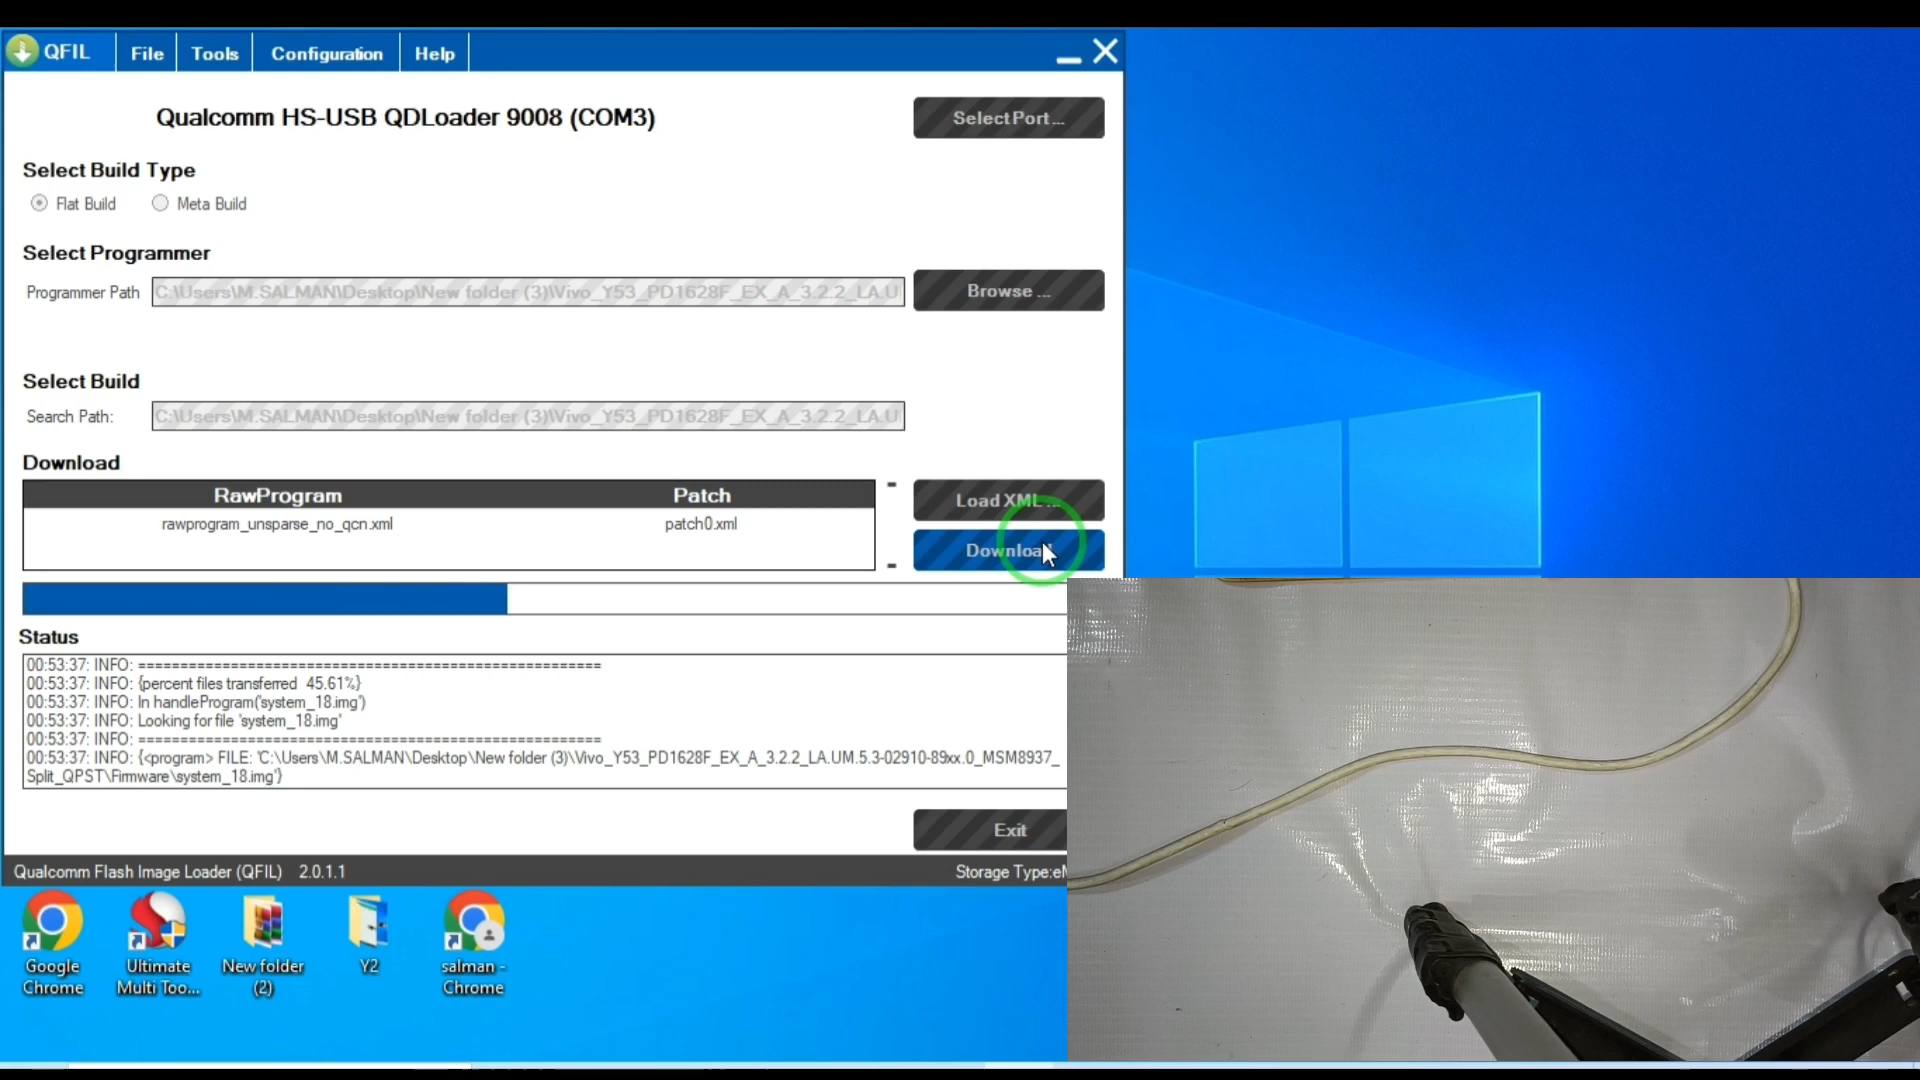 QFIL File Tools Configuration Help
Qualcomm HS-USB QDLoader 9008 (COM3)
Select Port ...
Select Build Type
Flat Build Meta Build
Select Programmer
Programmer Path C:\Users\M.SALMAN\Desktop\New folder (3)\Vivo_Y53_PD1628F_EX_A_3.2.2_LA.U
Browse ...
Select Build
Search Path: C:\Users\M.SALMAN\Desktop\New folder (3)\Vivo_Y53_PD1628F_EX_A_3.2.2_LA.U
Download
RawProgram Patch
rawprogram_unsparse_no_qcn.xml patch0.xml
Load XML ...
Download
Status
00:53:37: INFO: =======================================================
00:53:37: INFO: {percent files transferred 45.61%}
00:53:37: INFO: In handleProgram('system_18.img')
00:53:37: INFO: Looking for file 'system_18.img'
00:53:37: INFO: =======================================================
00:53:37: INFO: {<program> FILE: 'C:\Users\M.SALMAN\Desktop\New folder (3)\Vivo_Y53_PD1628F_EX_A_3.2.2_LA.UM.5.3-02910-89xx.0_MSM8937_
Split_QPST\Firmware\system_18.img'}
Exit
Qualcomm Flash Image Loader (QFIL) 2.0.1.1
Storage Type:eM
Google
Chrome
Ultimate
Multi Too...
New folder
(2)
Y2
salman -
Chrome